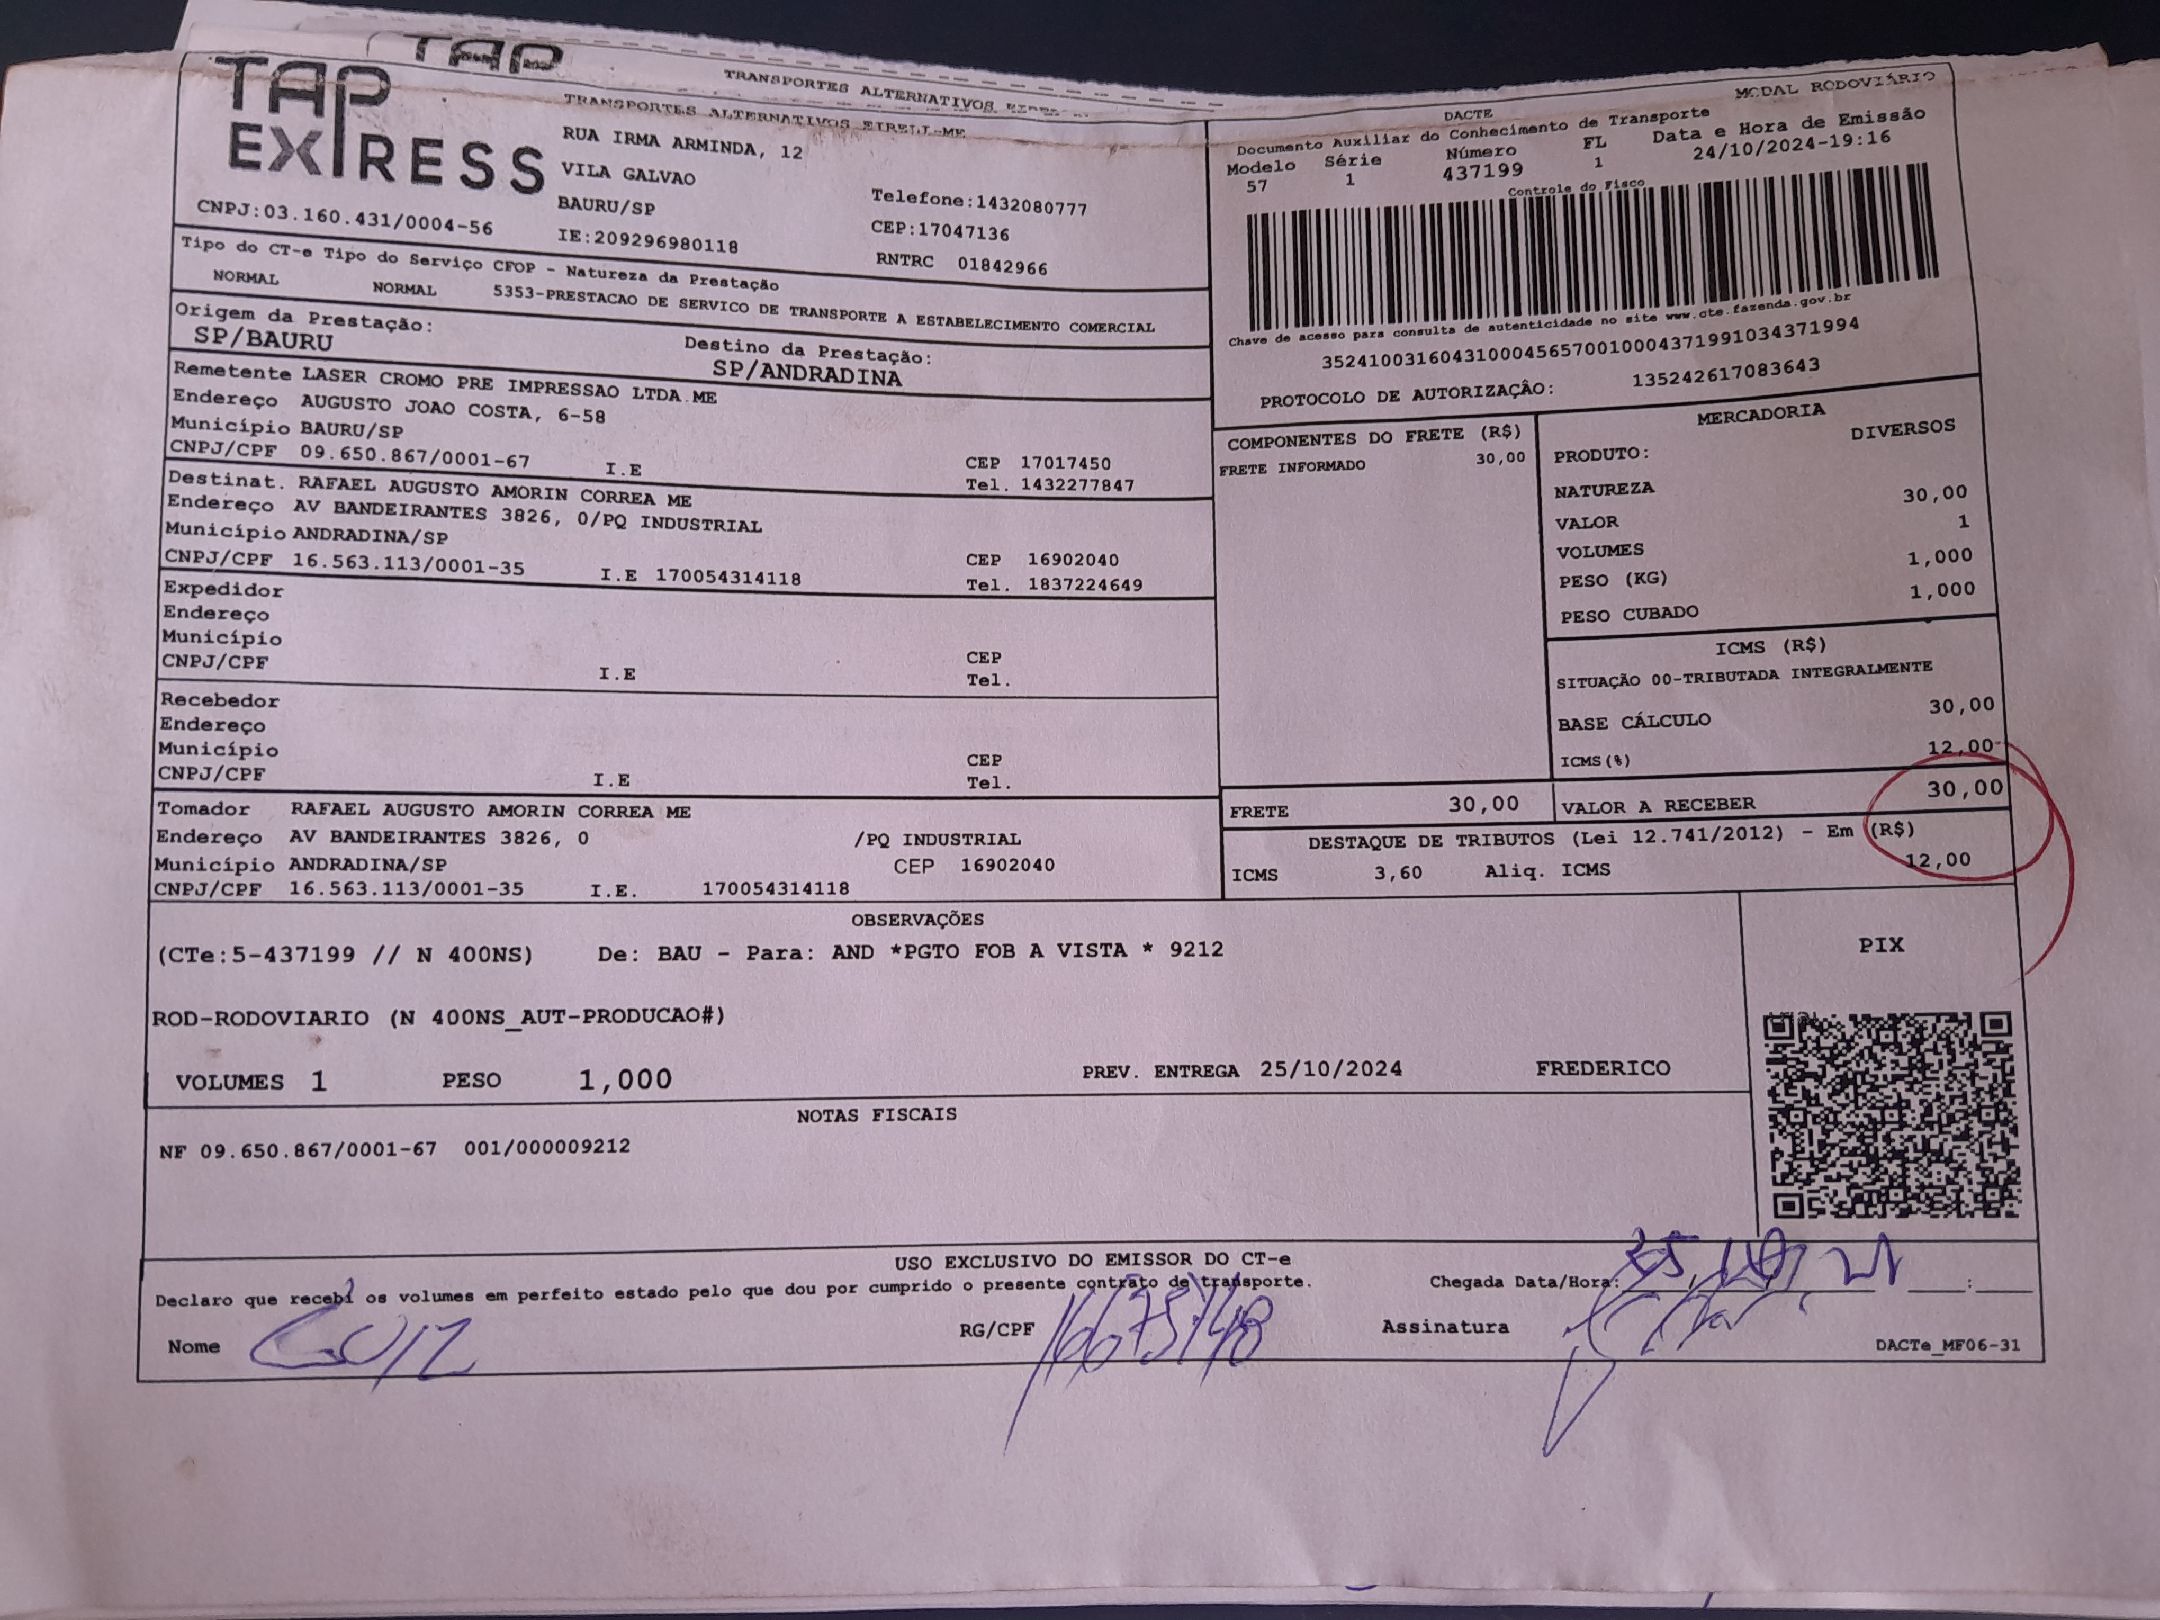 TAP
TRANSPORTES ALTERNATIVOS
TAP EXPRESS
TRANSPORTES ALTERNATIVOS EIRELI-ME
RUA IRMA ARMINDA, 12
VILA GALVAO
BAURU/SP
Telefone:1432080777
CEP:17047136
CNPJ:03.160.431/0004-56
IE:209296980118
RNTRC 01842966
MODAL RODOVIÁRIO
DACTE
Documento Auxiliar do Conhecimento de Transporte
Modelo Série Número FL Data e Hora de Emissão
57 1 437199 1 24/10/2024-19:16
Controle do Fisco
Chave de acesso para consulta de autenticidade no site www.cte.fazenda.gov.br
35241003160431000456570010004371991034371994
PROTOCOLO DE AUTORIZAÇÂO: 135242617083643
Tipo do CT-e Tipo do Serviço CFOP - Natureza da Prestação
NORMAL NORMAL 5353-PRESTACAO DE SERVICO DE TRANSPORTE A ESTABELECIMENTO COMERCIAL
Origem da Prestação: Destino da Prestação:
SP/BAURU SP/ANDRADINA
Remetente LASER CROMO PRE IMPRESSAO LTDA ME
Endereço AUGUSTO JOAO COSTA, 6-58
Município BAURU/SP CEP 17017450
CNPJ/CPF 09.650.867/0001-67 I.E Tel. 1432277847
Destinat. RAFAEL AUGUSTO AMORIN CORREA ME
Endereço AV BANDEIRANTES 3826, 0/PQ INDUSTRIAL
Município ANDRADINA/SP CEP 16902040
CNPJ/CPF 16.563.113/0001-35 I.E 170054314118 Tel. 1837224649
Expedidor
Endereço
Município CEP
CNPJ/CPF I.E Tel.
Recebedor
Endereço
Município CEP
CNPJ/CPF I.E Tel.
Tomador RAFAEL AUGUSTO AMORIN CORREA ME
Endereço AV BANDEIRANTES 3826, 0 /PQ INDUSTRIAL
Município ANDRADINA/SP CEP 16902040
CNPJ/CPF 16.563.113/0001-35 I.E. 170054314118
COMPONENTES DO FRETE (R$)
FRETE INFORMADO 30,00
MERCADORIA
PRODUTO: DIVERSOS
NATUREZA
VALOR 30,00
VOLUMES 1
PESO (KG) 1,000
PESO CUBADO 1,000
ICMS (R$)
SITUAÇÃO 00-TRIBUTADA INTEGRALMENTE
BASE CÁLCULO 30,00
ICMS(%) 12,00
FRETE 30,00 VALOR A RECEBER 30,00
DESTAQUE DE TRIBUTOS (Lei 12.741/2012) - Em (R$)
ICMS 3,60 Aliq. ICMS 12,00
OBSERVAÇÕES
(CTe:5-437199 // N 400NS) De: BAU - Para: AND *PGTO FOB A VISTA * 9212
ROD-RODOVIARIO (N 400NS_AUT-PRODUCAO#)
VOLUMES 1 PESO 1,000 PREV. ENTREGA 25/10/2024 FREDERICO
PIX
NOTAS FISCAIS
NF 09.650.867/0001-67 001/000009212
USO EXCLUSIVO DO EMISSOR DO CT-e
Declaro que recebi os volumes em perfeito estado pelo que dou por cumprido o presente contrato de transporte.
Chegada Data/Hora: :
Nome RG/CPF Assinatura
DACTe_MF06-31